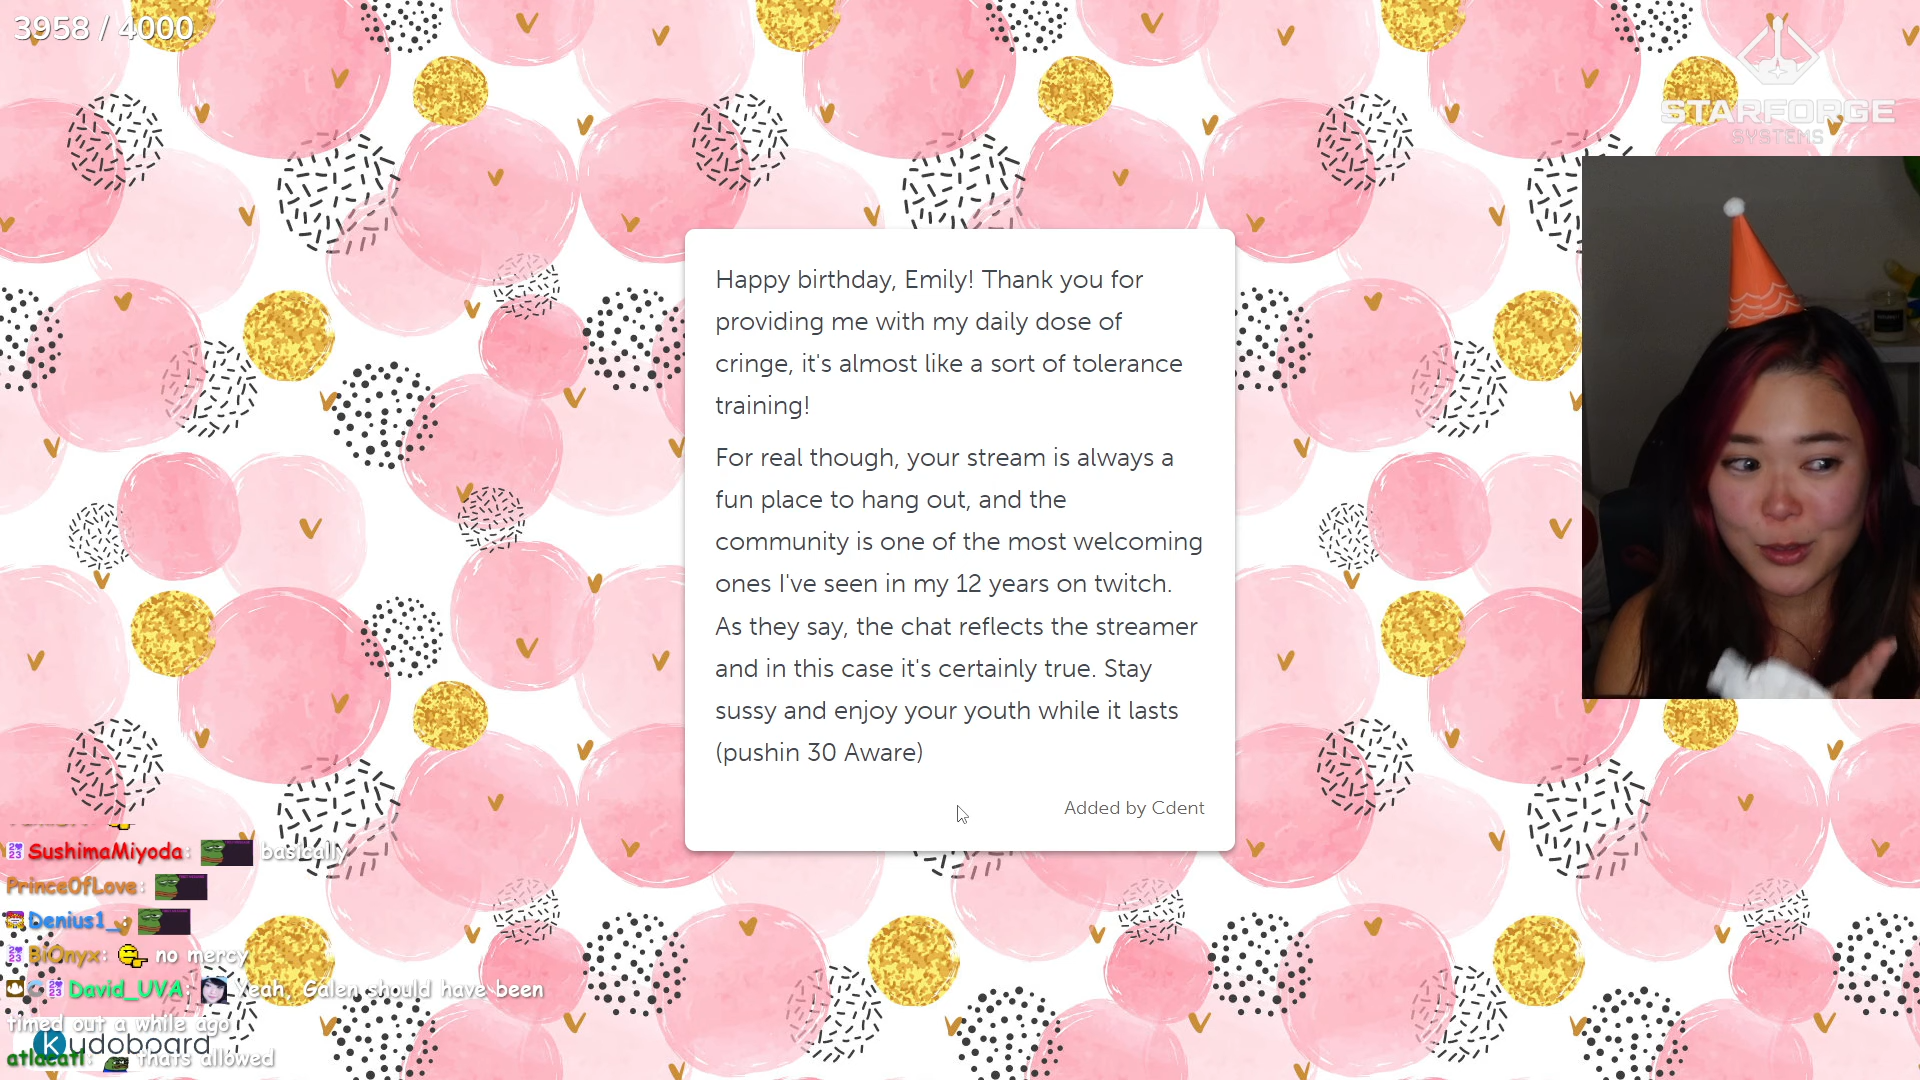 3958 / 4000
STARFORGE
SYSTEMS
Happy birthday, Emily! Thank you for
providing me with my daily dose of
cringe, it's almost like a sort of tolerance
training!
For real though, your stream is always a
fun place to hang out, and the
community is one of the most welcoming
ones I've seen in my 12 years on twitch.
As they say, the chat reflects the streamer
and in this case it's certainly true. Stay
sussy and enjoy your youth while it lasts
(pushin 30 Aware)
Added by Cdent
SushimaMiyoda: basically
PrinceOfLove:
Denius1_:
BiOnyx: no mercy
David_UVA: Yeah, Galen should have been
timed out a while ago
kudoboard
atlacatl: thats allowed